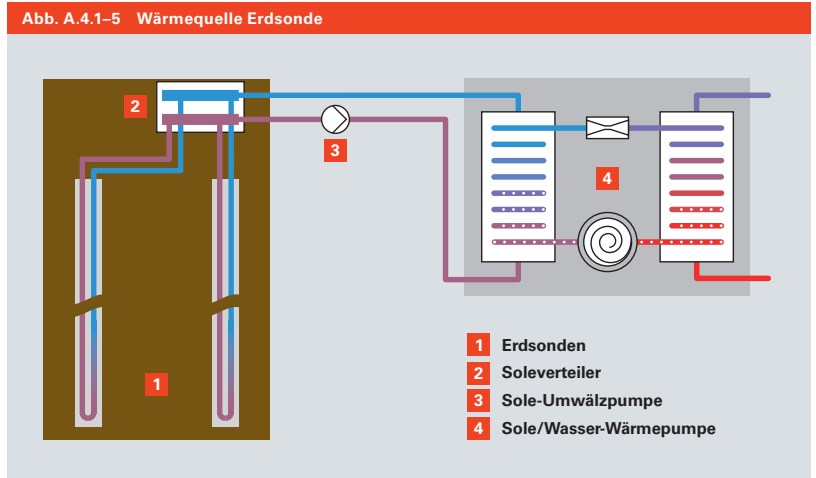 Abb. A.4.1–5 Wärmequelle Erdsonde
2
3
4
1
1 Erdsonden
2 Soleverteiler
3 Sole-Umwälzpumpe
4 Sole/Wasser-Wärmepumpe